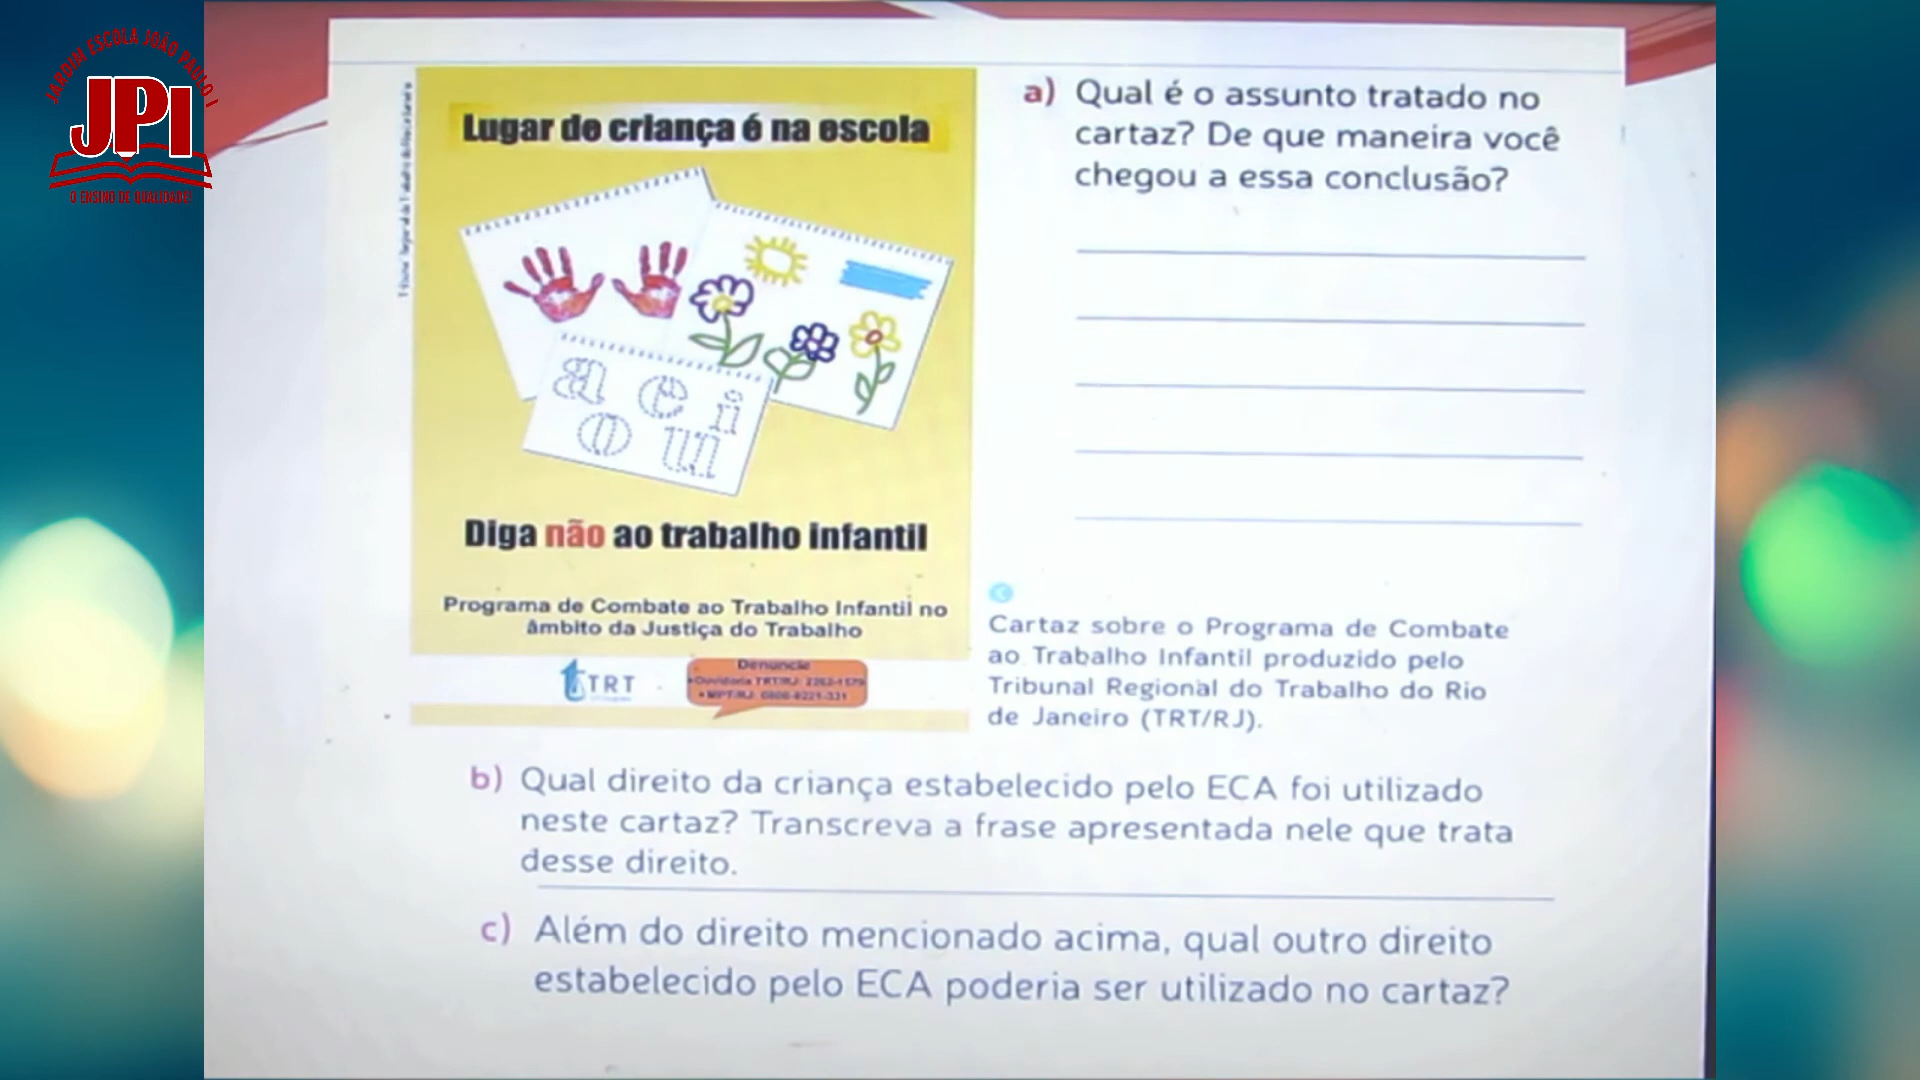 JARDIM ESCOLA JOÃO PAULO I
JPI
O ENSINO DE QUALIDADE!
Lugar de criança é na escola
a e i
o u
Diga não ao trabalho infantil
Programa de Combate ao Trabalho Infantil no
âmbito da Justiça do Trabalho
TRT
Denuncie
a) Qual é o assunto tratado no
cartaz? De que maneira você
chegou a essa conclusão?
Cartaz sobre o Programa de Combate
ao Trabalho Infantil produzido pelo
Tribunal Regional do Trabalho do Rio
de Janeiro (TRT/RJ).
b) Qual direito da criança estabelecido pelo ECA foi utilizado
neste cartaz? Transcreva a frase apresentada nele que trata
desse direito.
c) Além do direito mencionado acima, qual outro direito
estabelecido pelo ECA poderia ser utilizado no cartaz?